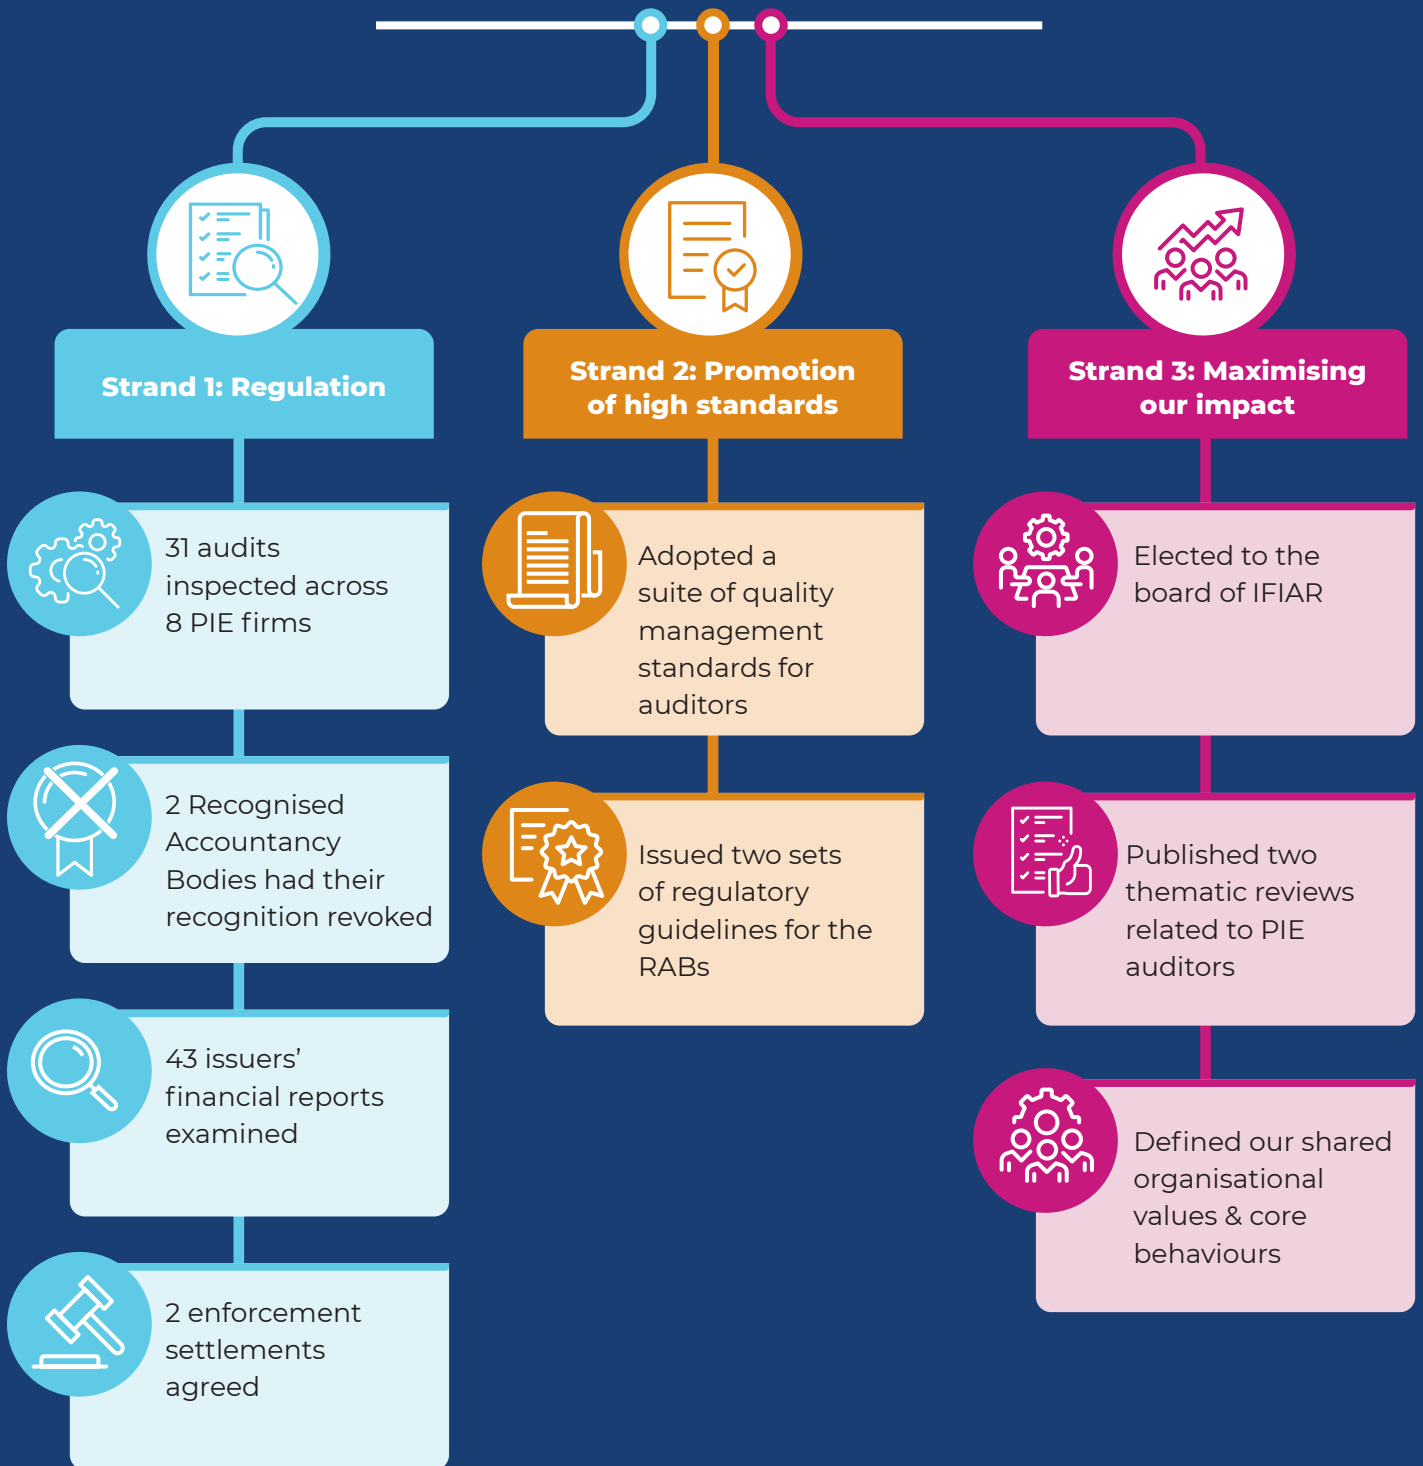 Strand 1: Regulation
31 audits
inspected across
8 PIE firms
2 Recognised
Accountancy
Bodies had their
recognition revoked
43 issuers’
financial reports
examined
2 enforcement
settlements
agreed
Strand 2: Promotion
of high standards
Adopted a
suite of quality
management
standards for
auditors
Issued two sets
of regulatory
guidelines for the
RABs
Strand 3: Maximising
our impact
Elected to the
board of IFIAR
Published two
thematic reviews
related to PIE
auditors
Defined our shared
organisational
values & core
behaviours